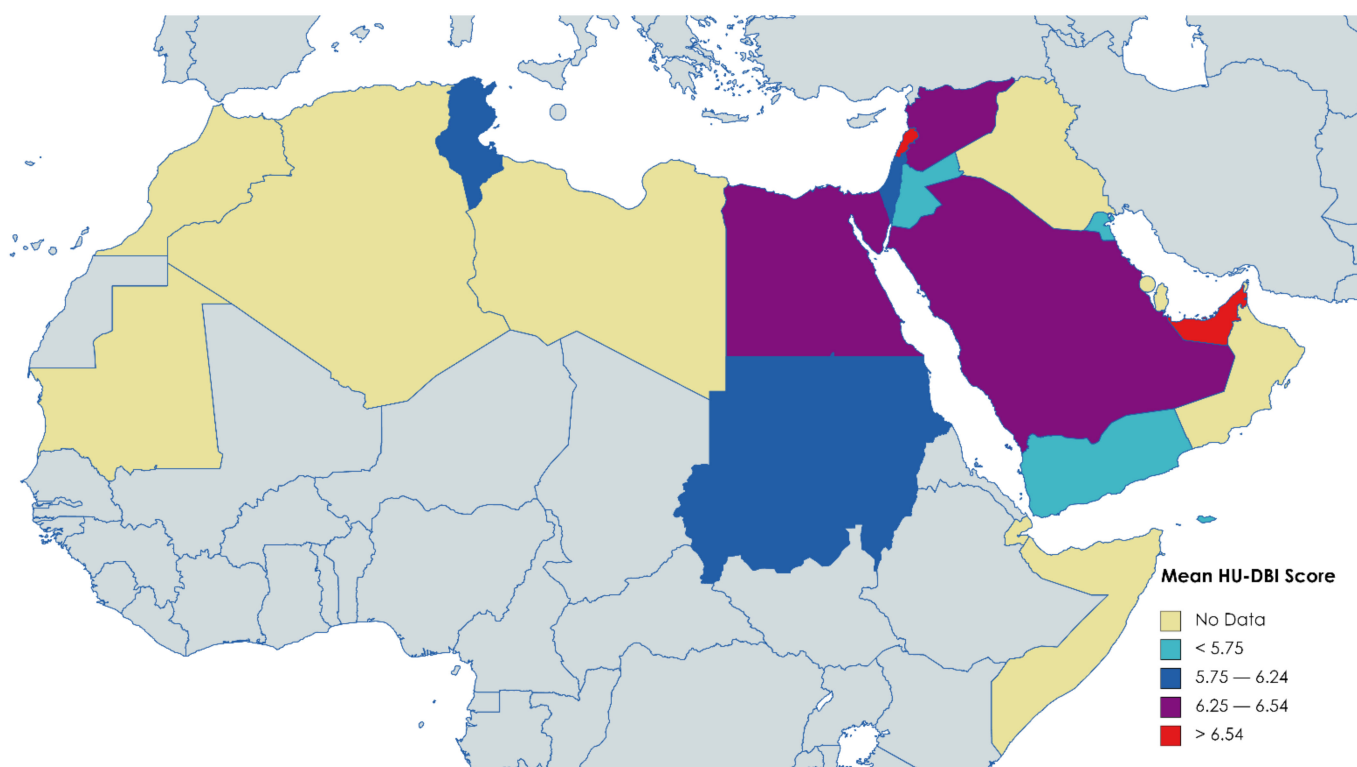 Mean HU-DBI Score
No Data
< 5.75
5.75 — 6.24
6.25 — 6.54
> 6.54